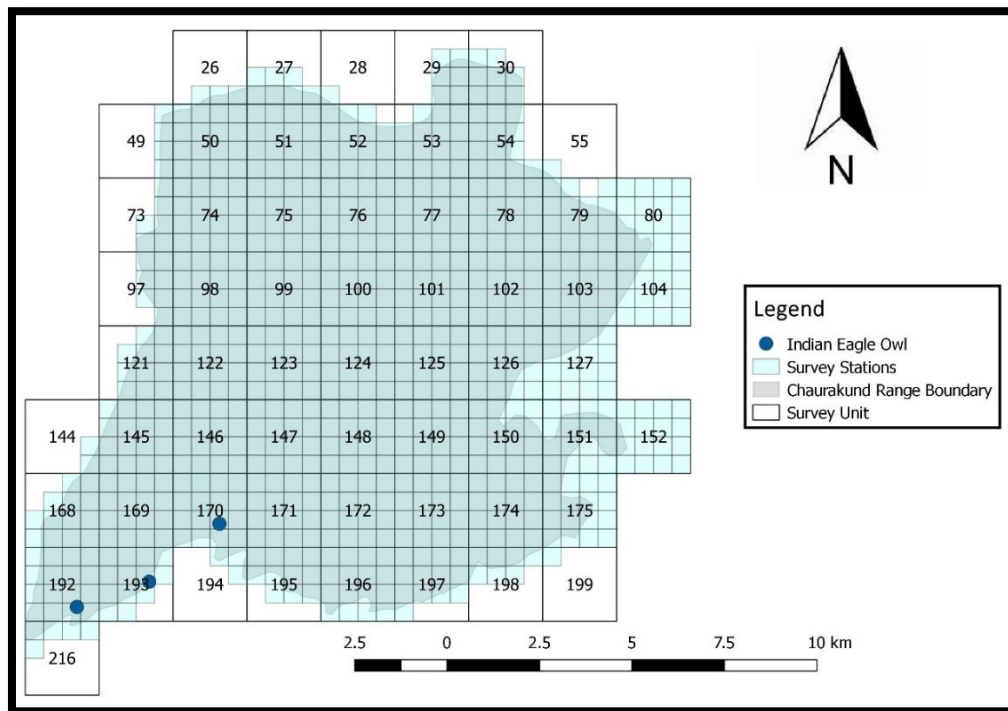 26 27 28 29 30
49 50 51 52 53 54 55
N
73 74 75 76 77 78 79 80
97 98 99 100 101 102 103 104
Legend
Indian Eagle Owl
Survey Stations
Chaurakund Range Boundary
Survey Unit
121 122 123 124 125 126 127
144 145 146 147 148 149 150 151 152
168 169 170 171 172 173 174 175
192 193 194 195 196 197 198 199
2.5 0 2.5 5 7.5 10 km
216